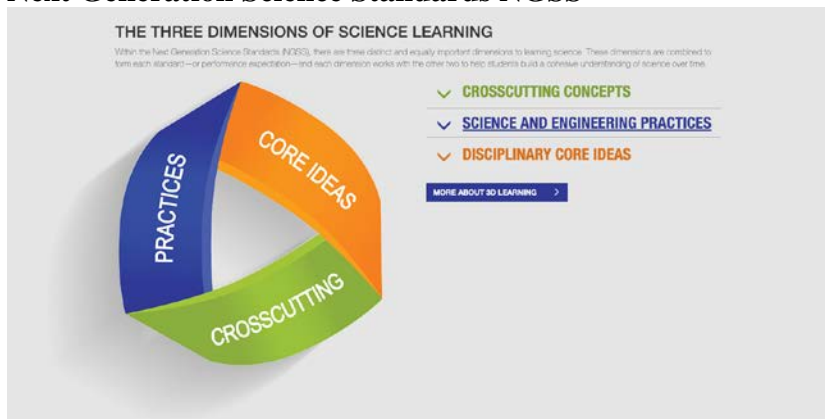 Next Generation Science Standards NGSS
THE THREE DIMENSIONS OF SCIENCE LEARNING
Within the Next Generation Science Standards (NGSS), there are three distinct and equally important dimensions to learning science. These dimensions are combined to
form each standard—or performance expectation—and each dimension works with the other two to help students build a cohesive understanding of science over time.
PRACTICES
CORE IDEAS
CROSSCUTTING
CROSSCUTTING CONCEPTS
SCIENCE AND ENGINEERING PRACTICES
DISCIPLINARY CORE IDEAS
MORE ABOUT 3D LEARNING